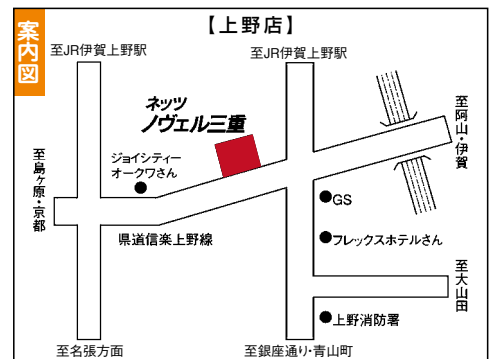 案内図
【上野店】
至JR伊賀上野駅
至JR伊賀上野駅
ネッツ
ノヴェル三重
至阿山・伊賀
ジョイシティー
オークワさん
至島ヶ原・京都
GS
県道信楽上野線
フレックスホテルさん
至大山田
上野消防署
至名張方面
至銀座通り・青山町